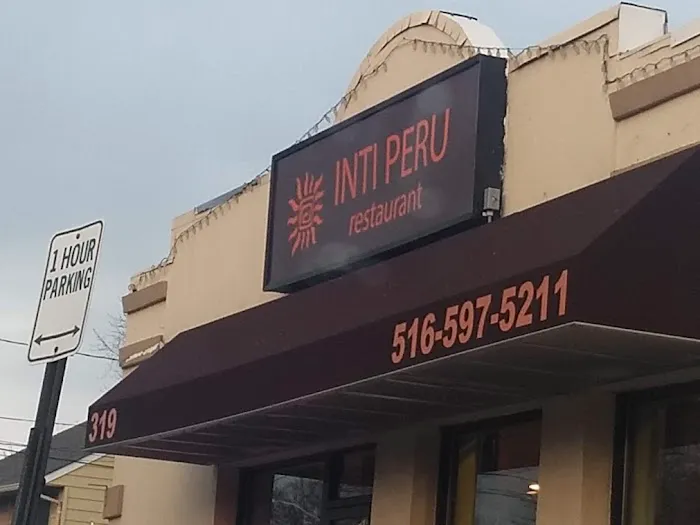 INTI PERU
restaurant
516-597-5211
319
1 HOUR
PARKING